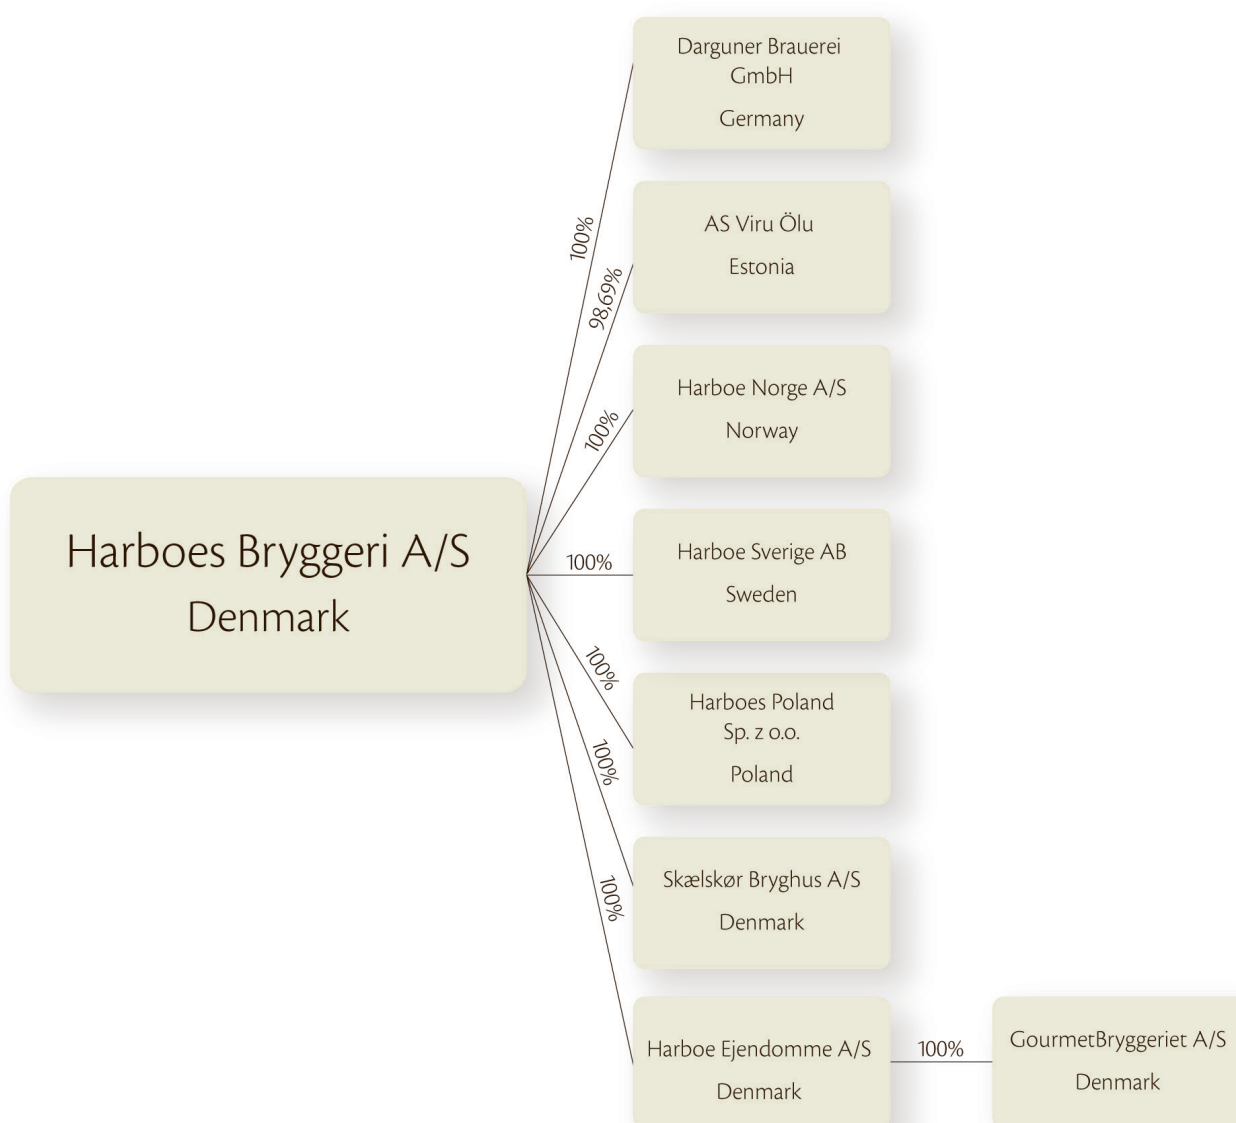 Darguner Brauerei
GmbH
Germany
100%
AS Viru Ölu
Estonia
98,69%
Harboe Norge A/S
Norway
100%
Harboes Bryggeri A/S
Denmark
100%
Harboe Sverige AB
Sweden
100%
Harboes Poland
Sp. z o.o.
Poland
100%
Skælskør Bryghus A/S
Denmark
100%
Harboe Ejendomme A/S
Denmark
100%
GourmetBryggeriet A/S
Denmark